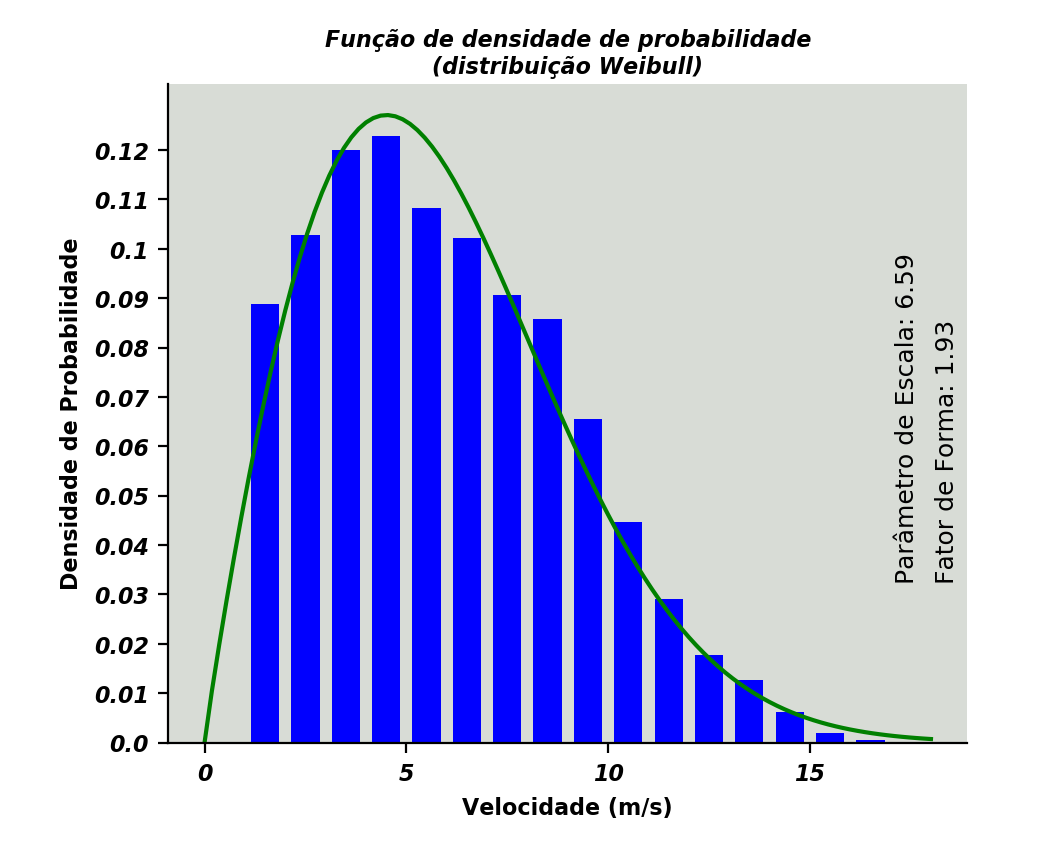 Função de densidade de probabilidade
(distribuição Weibull)
Densidade de Probabilidade
0.12
0.11
0.1
0.09
0.08
0.07
0.06
0.05
0.04
0.03
0.02
0.01
0.0
Parâmetro de Escala: 6.59
Fator de Forma: 1.93
0 5 10 15
Velocidade (m/s)